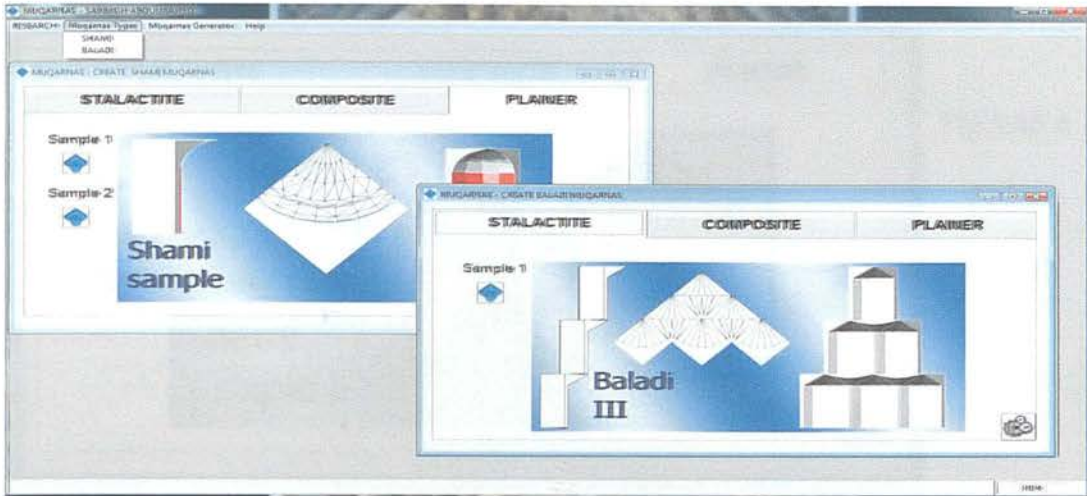 MUQARNAS -
RESEARCH Muqarnas Types Muqarnas Generator Help
SHAMI
BALADI
MUQARNAS - CREATE SHAMI MUQARNAS
STALACTITE COMPOSITE PLAINER
Sample 1
Sample 2
Shami
sample
MUQARNAS - CREATE BALADI MUQARNAS
STALACTITE COMPOSITE PLAINER
Sample 1
Baladi
III